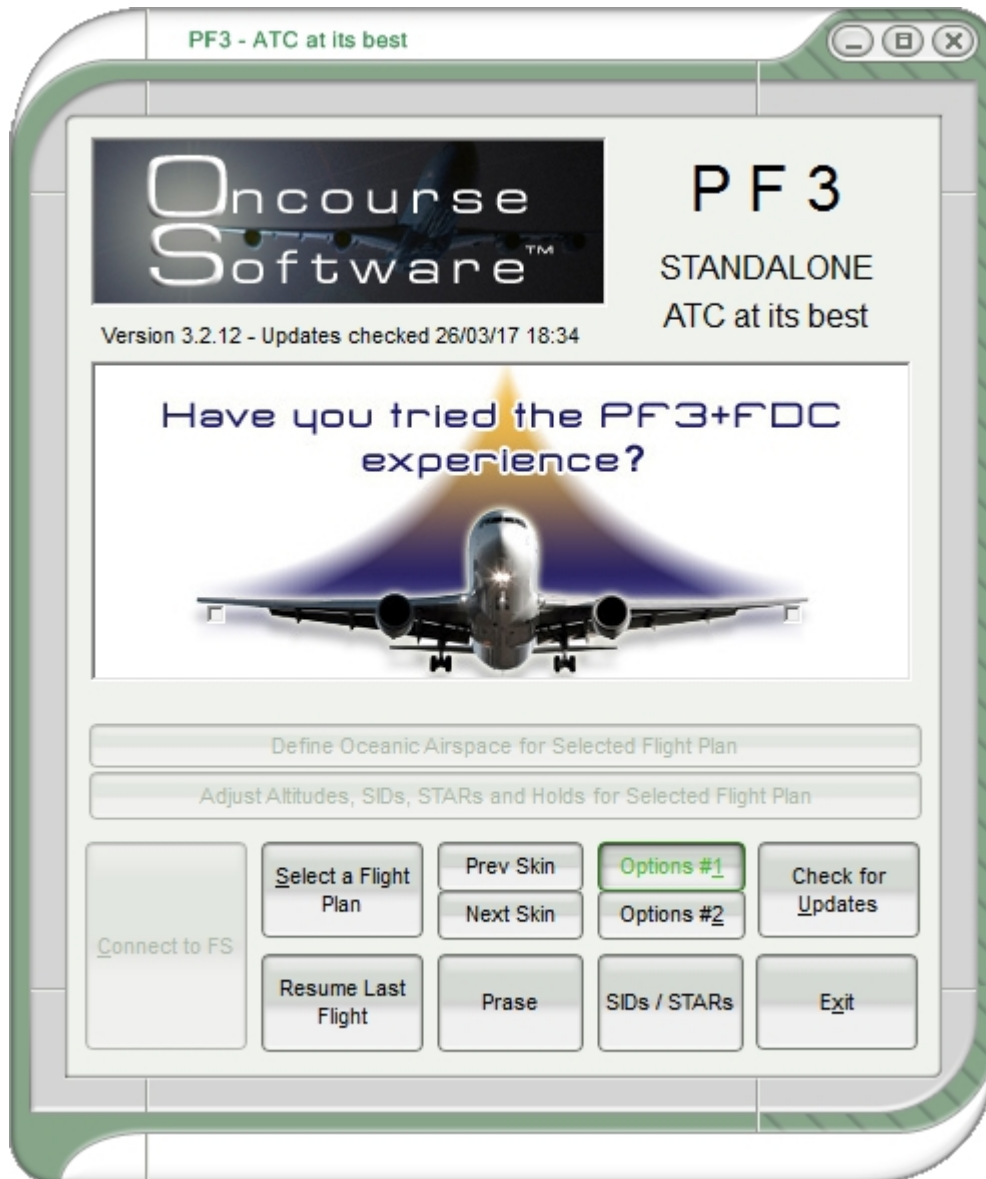 PF3 - ATC at its best
Oncourse
Software™
PF3
STANDALONE
ATC at its best
Version 3.2.12 - Updates checked 26/03/17 18:34
Have you tried the PF3+FDC
experience?
Define Oceanic Airspace for Selected Flight Plan
Adjust Altitudes, SIDs, STARs and Holds for Selected Flight Plan
Connect to FS
Select a Flight
Plan
Prev Skin
Next Skin
Options #1
Options #2
Check for
Updates
Resume Last
Flight
Prase
SIDs / STARs
Exit